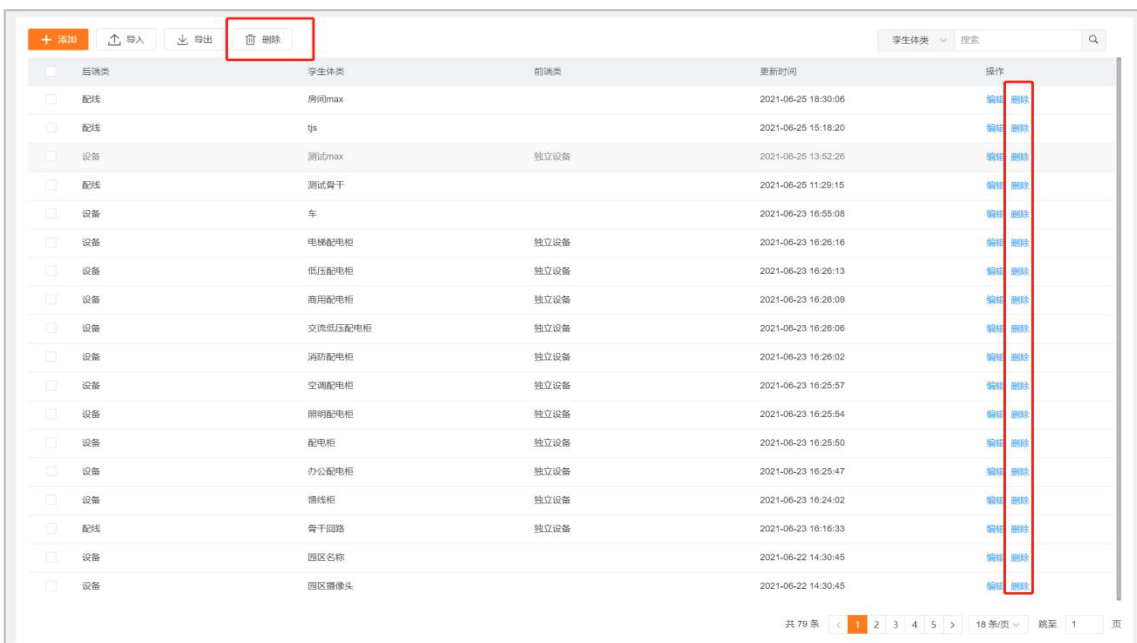 添加 导入 导出 删除 孪生体类 搜索
后端类 孪生体类 前端类 更新时间 操作
配线 房间max 2021-06-25 18:30:06 编辑 删除
配线 tjs 2021-06-25 15:18:20 编辑 删除
设备 测试max 独立设备 2021-06-25 13:52:26 编辑 删除
配线 测试骨干 2021-06-25 11:29:15 编辑 删除
设备 车 2021-06-23 16:55:08 编辑 删除
设备 电梯配电柜 独立设备 2021-06-23 16:26:16 编辑 删除
设备 低压配电柜 独立设备 2021-06-23 16:26:13 编辑 删除
设备 商用配电柜 独立设备 2021-06-23 16:26:09 编辑 删除
设备 交流低压配电柜 独立设备 2021-06-23 16:26:06 编辑 删除
设备 消防配电柜 独立设备 2021-06-23 16:26:02 编辑 删除
设备 空调配电柜 独立设备 2021-06-23 16:25:57 编辑 删除
设备 照明配电柜 独立设备 2021-06-23 16:25:54 编辑 删除
设备 配电柜 独立设备 2021-06-23 16:25:50 编辑 删除
设备 办公配电柜 独立设备 2021-06-23 16:25:47 编辑 删除
设备 馈线柜 独立设备 2021-06-23 16:24:02 编辑 删除
配线 骨干回路 独立设备 2021-06-23 16:16:33 编辑 删除
设备 园区名称 2021-06-22 14:30:45 编辑 删除
设备 园区摄像头 2021-06-22 14:30:45 编辑 删除
共 79 条 < 1 2 3 4 5 > 18 条/页 跳至 1 页